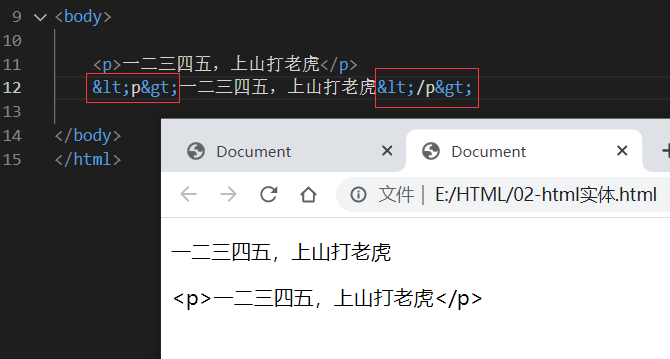 9 <body>
10
11 <p>一二三四五，上山打老虎</p>
12 &lt;p&gt;一二三四五，上山打老虎&lt;/p&gt;
13
14 </body>
15 </html>
Document × Document ×
文件 | E:/HTML/02-html实体.html
一二三四五，上山打老虎
<p>一二三四五，上山打老虎</p>